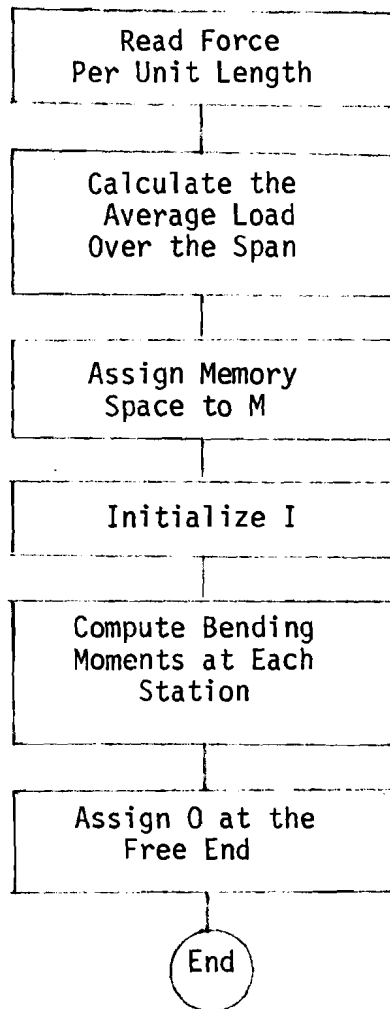 Read Force
Per Unit Length
Calculate the
Average Load
Over the Span
Assign Memory
Space to M
Initialize I
Compute Bending
Moments at Each
Station
Assign O at the
Free End
End